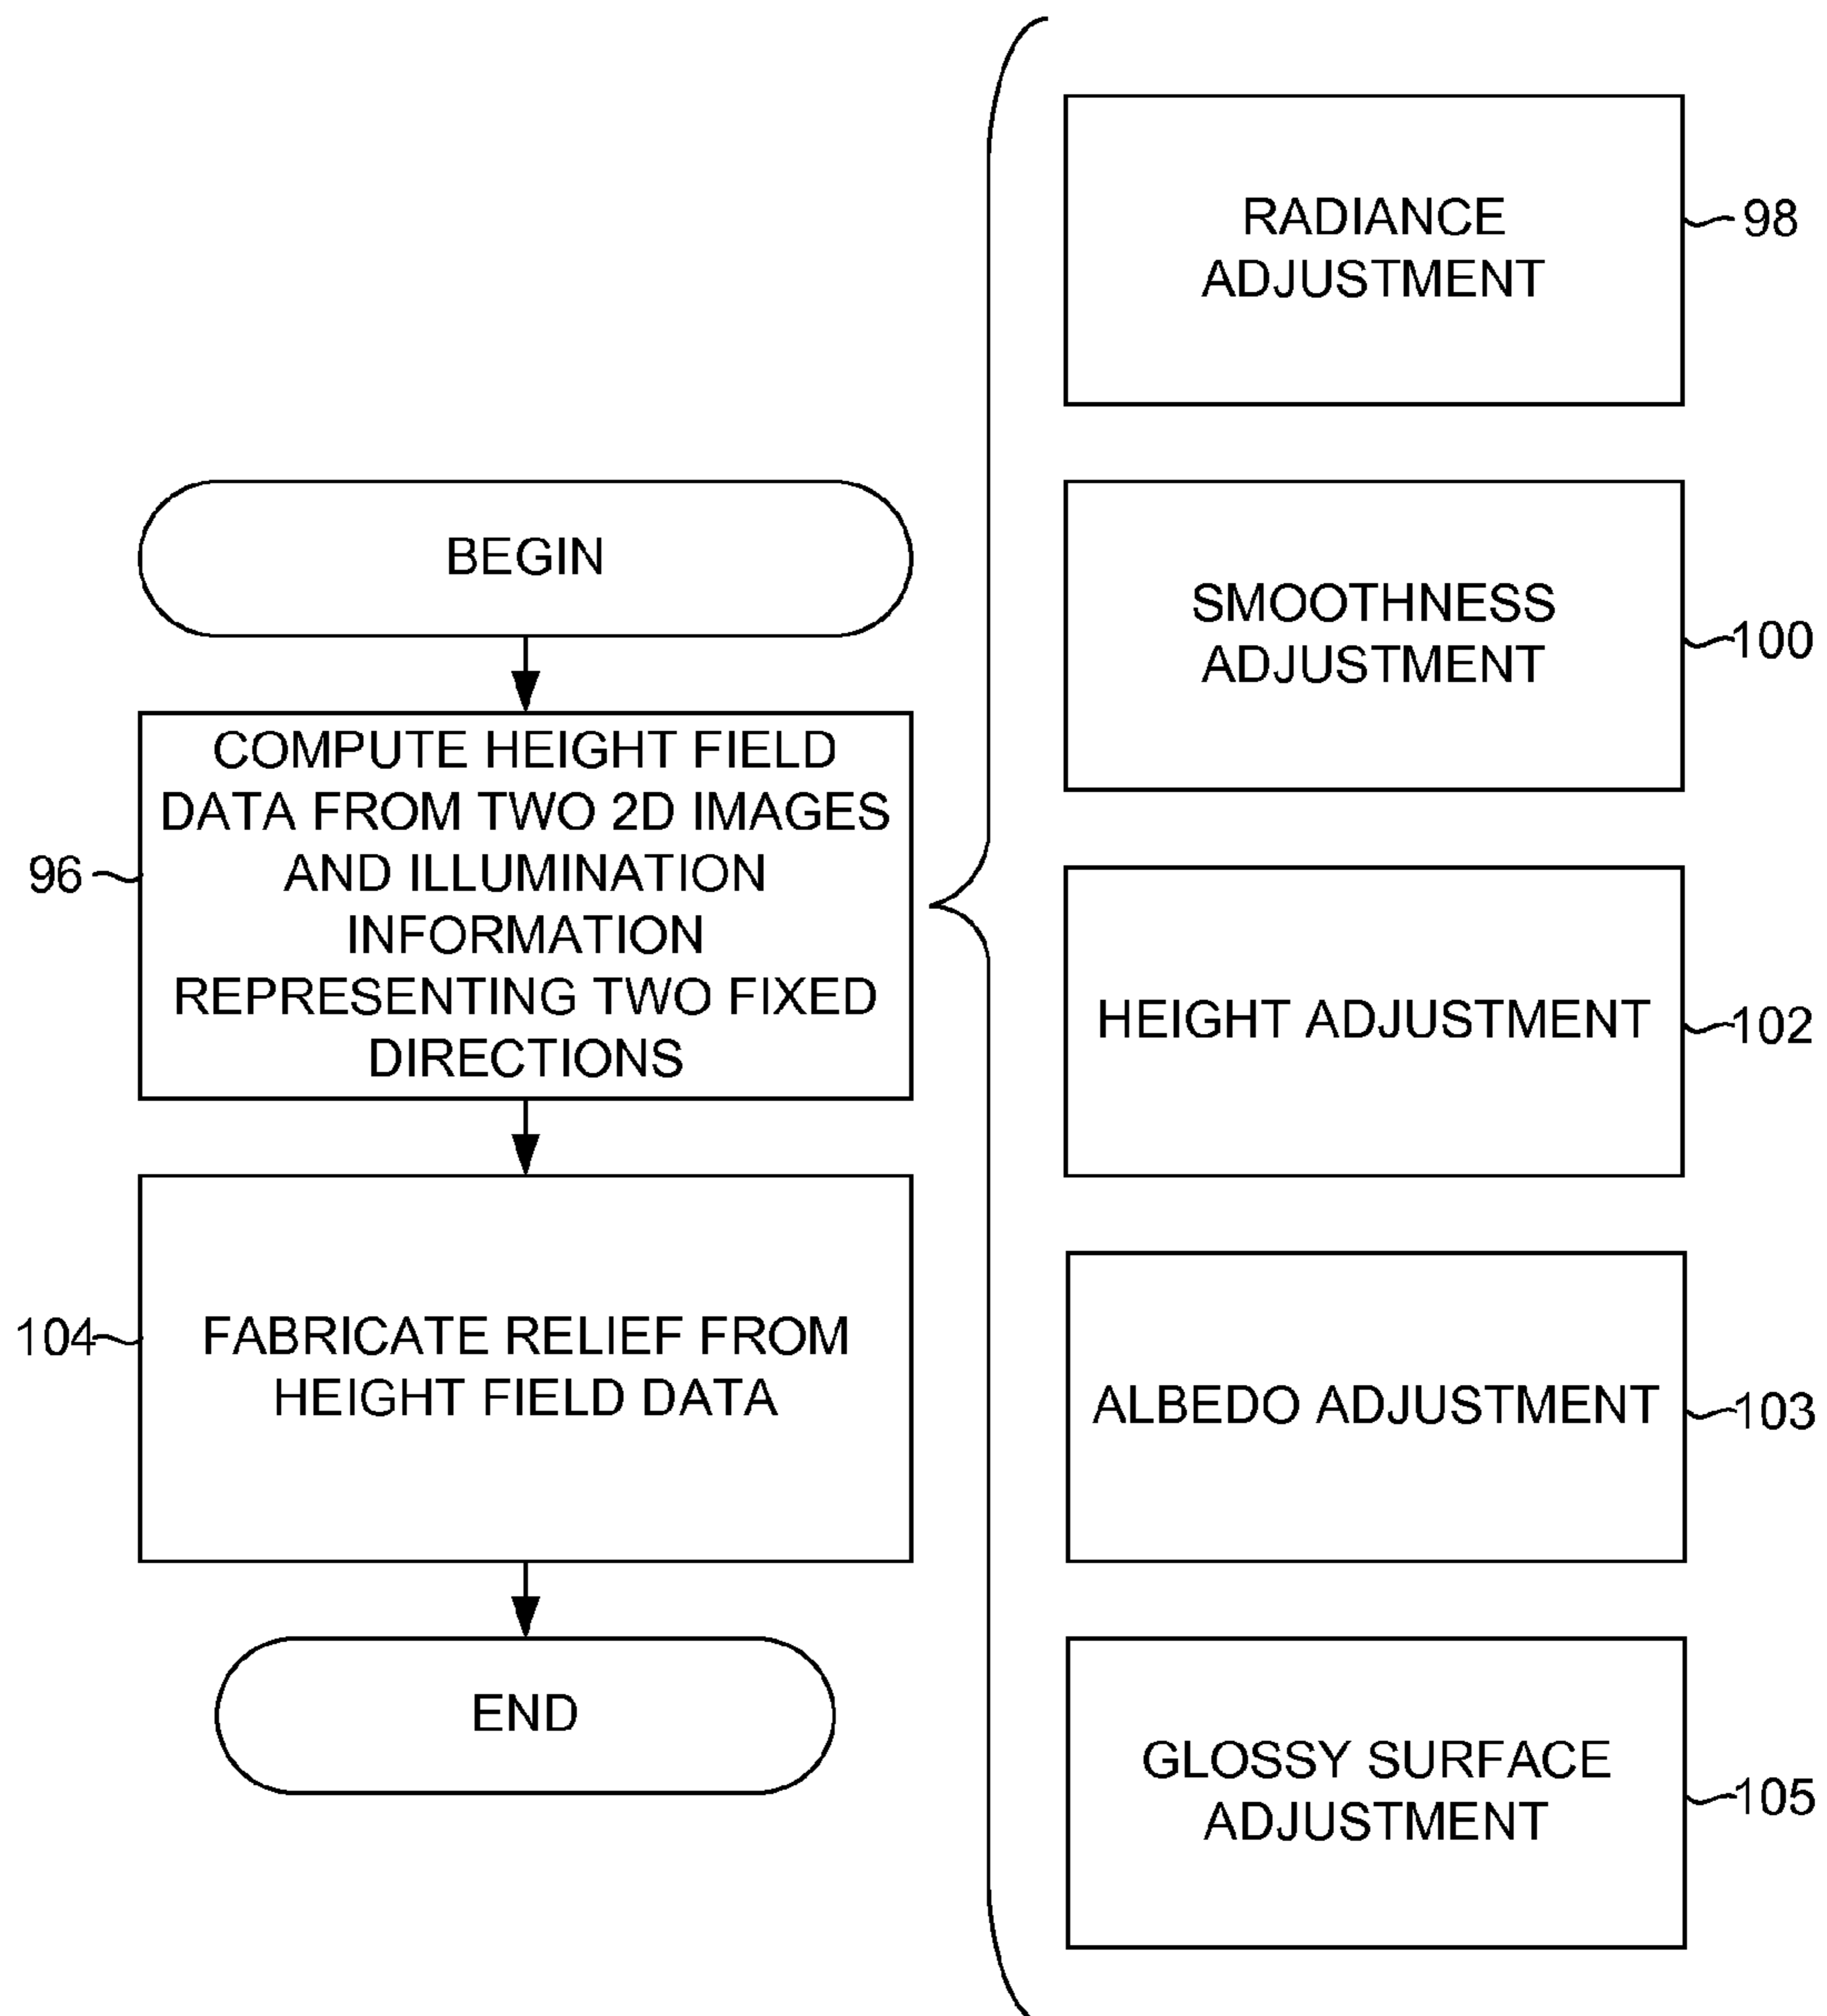 BEGIN
96
COMPUTE HEIGHT FIELD
DATA FROM TWO 2D IMAGES
AND ILLUMINATION
INFORMATION
REPRESENTING TWO FIXED
DIRECTIONS
104
FABRICATE RELIEF FROM
HEIGHT FIELD DATA
END
RADIANCE
ADJUSTMENT
98
SMOOTHNESS
ADJUSTMENT
100
HEIGHT ADJUSTMENT
102
ALBEDO ADJUSTMENT
103
GLOSSY SURFACE
ADJUSTMENT
105